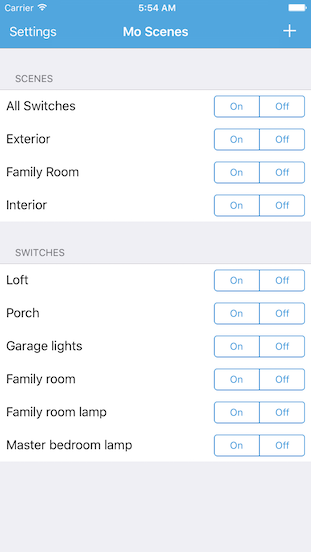 Carrier 5:54 AM
Settings Mo Scenes +
SCENES
All Switches On Off
Exterior On Off
Family Room On Off
Interior On Off
SWITCHES
Loft On Off
Porch On Off
Garage lights On Off
Family room On Off
Family room lamp On Off
Master bedroom lamp On Off